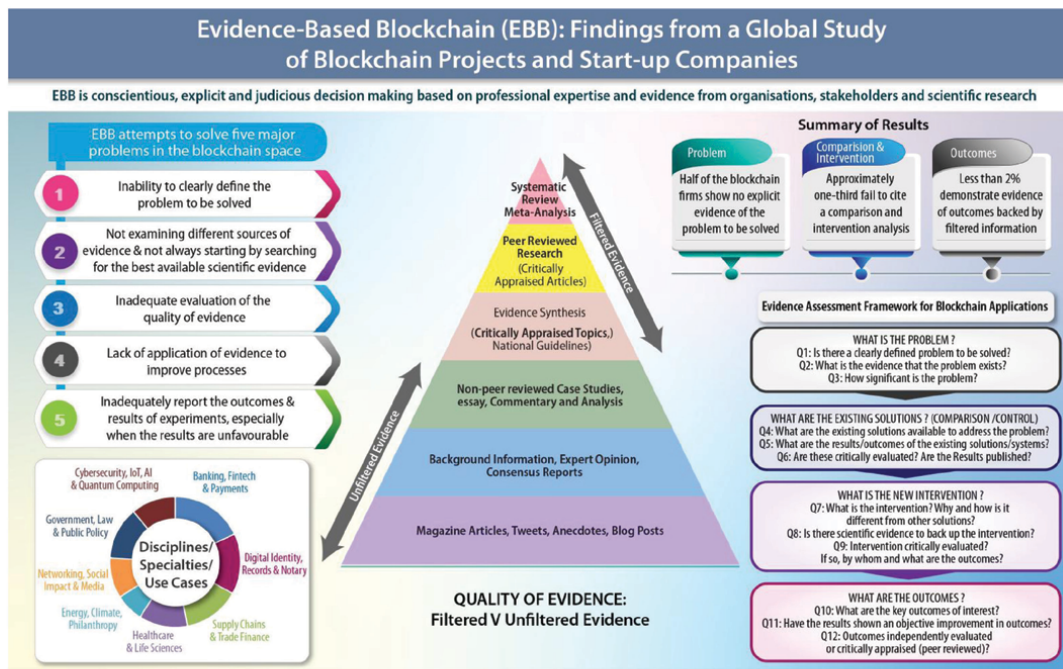 Evidence-Based Blockchain (EBB): Findings from a Global Study
of Blockchain Projects and Start-up Companies
EBB is conscientious, explicit and judicious decision making based on professional expertise and evidence from organisations, stakeholders and scientific research
EBB attempts to solve five major
problems in the blockchain space
1
Inability to clearly define the
problem to be solved
2
Not examining different sources of
evidence & not always starting by searching
for the best available scientific evidence
3
Inadequate evaluation of the
quality of evidence
4
Lack of application of evidence to
improve processes
5
Inadequately report the outcomes &
results of experiments, especially
when the results are unfavourable
Cybersecurity, IoT, AI
& Quantum Computing
Banking, Fintech
& Payments
Government, Law
& Public Policy
Digital Identity,
Records & Notary
Networking, Social
Impact & Media
Energy, Climate,
Philanthropy
Supply Chains
& Trade Finance
Healthcare
& Life Sciences
Disciplines/
Specialties/
Use Cases
Systematic
Review
Meta-Analysis
Peer Reviewed
Research
(Critically
Appraised Articles)
Evidence Synthesis
(Critically Appraised Topics,)
National Guidelines)
Non-peer reviewed Case Studies,
essay, Commentary and Analysis
Background Information, Expert Opinion,
Consensus Reports
Magazine Articles, Tweets, Anecdotes, Blog Posts
Filtered Evidence
Unfiltered Evidence
QUALITY OF EVIDENCE:
Filtered V Unfiltered Evidence
Summary of Results
Problem
Half of the blockchain
firms show no explicit
evidence of the
problem to be solved
Comparision &
Intervention
Approximately
one-third fail to cite
a comparison and
intervention analysis
Outcomes
Less than 2%
demonstrate evidence
of outcomes backed by
filtered information
Evidence Assessment Framework for Blockchain Applications
WHAT IS THE PROBLEM ?
Q1: Is there a clearly defined problem to be solved?
Q2: What is the evidence that the problem exists?
Q3: How significant is the problem?
WHAT ARE THE EXISTING SOLUTIONS ? (COMPARISON /CONTROL)
Q4: What are the existing solutions available to address the problem?
Q5: What are the results/outcomes of the existing solutions/systems?
Q6: Are these critically evaluated? Are the Results published?
WHAT IS THE NEW INTERVENTION ?
Q7: What is the intervention? Why and how is it
different from other solutions?
Q8: Is there scientific evidence to back up the intervention?
Q9: Intervention critically evaluated?
If so, by whom and what are the outcomes?
WHAT ARE THE OUTCOMES ?
Q10: What are the key outcomes of interest?
Q11: Have the results shown an objective improvement in outcomes?
Q12: Outcomes independently evaluated
or critically appraised (peer reviewed)?